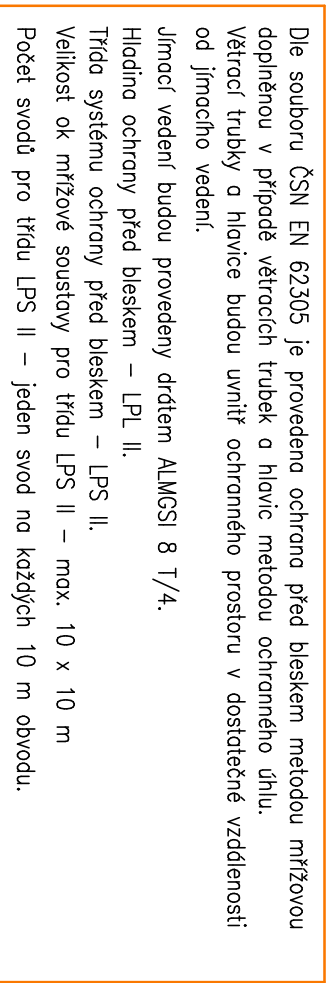 Dle souboru ČSN EN 62305 je provedena ochrana před bleskem metodou mřížovou
doplněnou v případě větracích trubek a hlavic metodou ochranného úhlu.
Větrací trubky a hlavice budou uvnitř ochranného prostoru v dostatečné vzdálenosti
od jímacího vedení.
Jímací vedení budou provedeny drátem ALMGSI 8 T/4.
Hladina ochrany před bleskem – LPL II.
Třída systému ochrany před bleskem – LPS II.
Velikost ok mřížové soustavy pro třídu LPS II – max. 10 x 10 m
Počet svodů pro třídu LPS II – jeden svod na každých 10 m obvodu.